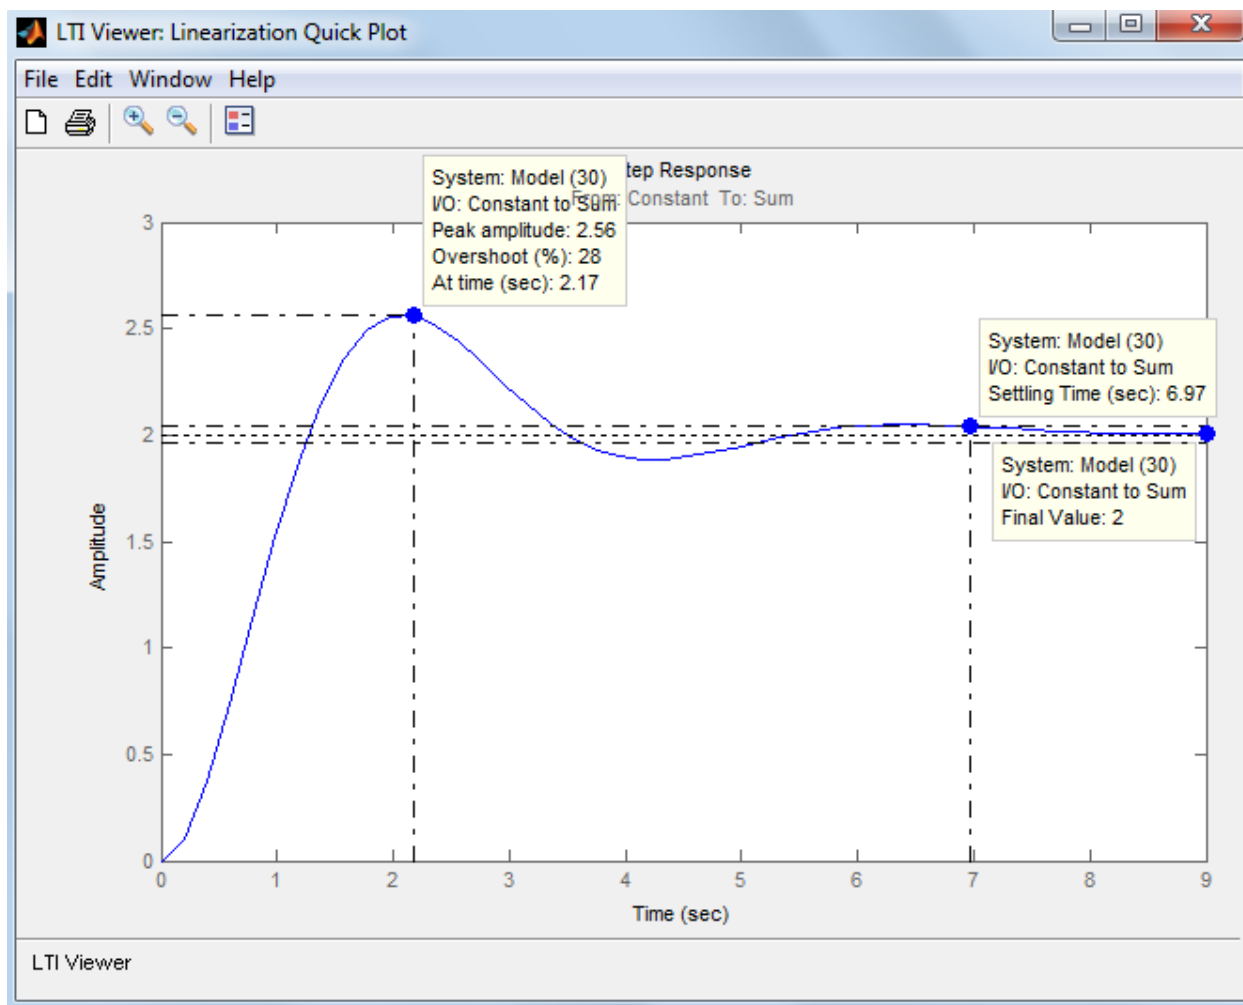 LTI Viewer: Linearization Quick Plot
File Edit Window Help
tep Response
From: Constant To: Sum
System: Model (30)
I/O: Constant to Sum
Peak amplitude: 2.56
Overshoot (%): 28
At time (sec): 2.17
System: Model (30)
I/O: Constant to Sum
Settling Time (sec): 6.97
System: Model (30)
I/O: Constant to Sum
Final Value: 2
Amplitude
3
2.5
2
1.5
1
0.5
0
0 1 2 3 4 5 6 7 8 9
Time (sec)
LTI Viewer